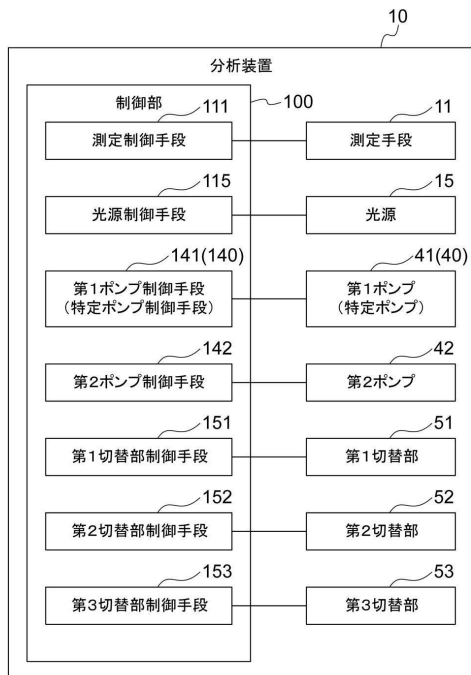 10
分析装置
制御部
100
111
11
測定制御手段
測定手段
115
15
光源制御手段
光源
141(140)
41(40)
第1ポンプ制御手段
(特定ポンプ制御手段)
第1ポンプ
(特定ポンプ)
142
42
第2ポンプ制御手段
第2ポンプ
151
51
第1切替部制御手段
第1切替部
152
52
第2切替部制御手段
第2切替部
153
53
第3切替部制御手段
第3切替部